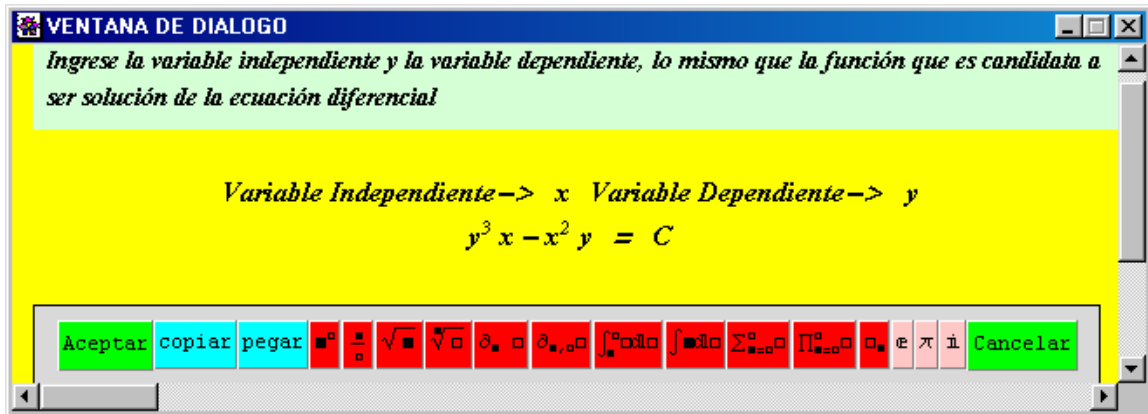 VENTANA DE DIALOGO
Ingrese la variable independiente y la variable dependiente, lo mismo que la función que es candidata a
ser solución de la ecuación diferencial
Variable Independiente−> x Variable Dependiente−> y
y³ x − x² y = C
Aceptar copiar pegar ■□ ■/□ √■ ■√□ ∂■ □ ∂■,□□ ∫■□□d□ ∫■d□ ∑■=□□□ ∏■=□□□ □■ e π i Cancelar